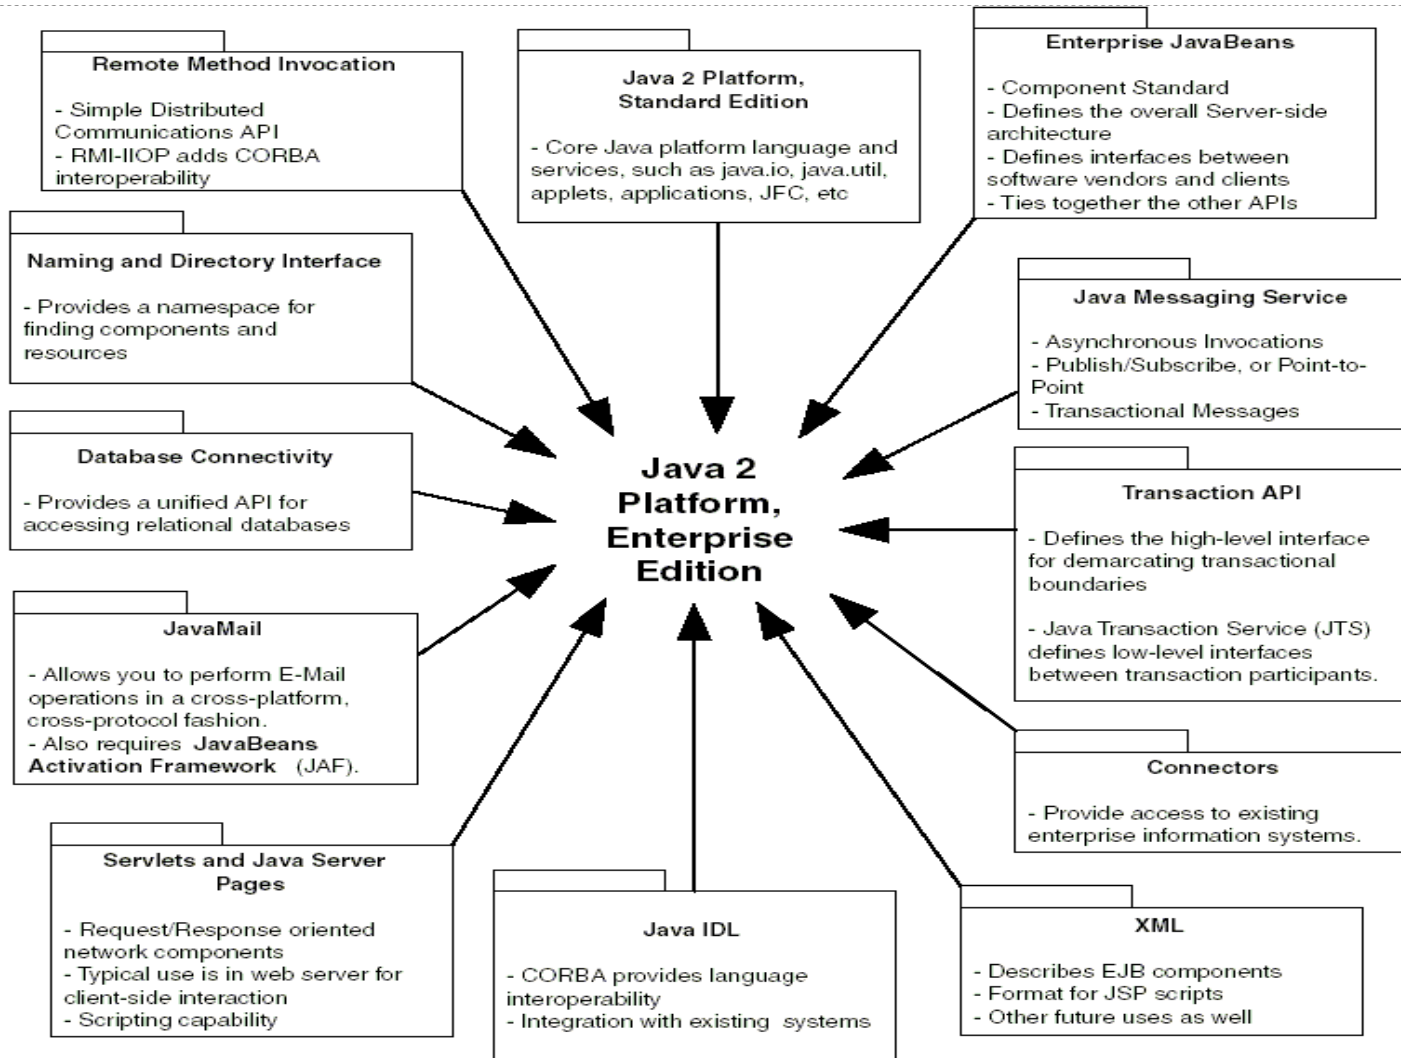 Remote Method Invocation
- Simple Distributed
Communications API
- RMI-IIOP adds CORBA
interoperability
Java 2 Platform,
Standard Edition
- Core Java platform language and
services, such as java.io, java.util,
applets, applications, JFC, etc
Enterprise JavaBeans
- Component Standard
- Defines the overall Server-side
architecture
- Defines interfaces between
software vendors and clients
- Ties together the other APIs
Naming and Directory Interface
- Provides a namespace for
finding components and
resources
Java Messaging Service
- Asynchronous Invocations
- Publish/Subscribe, or Point-to-
Point
- Transactional Messages
Database Connectivity
- Provides a unified API for
accessing relational databases
Java 2
Platform,
Enterprise
Edition
Transaction API
- Defines the high-level interface
for demarcating transactional
boundaries
- Java Transaction Service (JTS)
defines low-level interfaces
between transaction participants.
JavaMail
- Allows you to perform E-Mail
operations in a cross-platform,
cross-protocol fashion.
- Also requires JavaBeans
Activation Framework (JAF).
Connectors
- Provide access to existing
enterprise information systems.
Servlets and Java Server
Pages
- Request/Response oriented
network components
- Typical use is in web server for
client-side interaction
- Scripting capability
Java IDL
- CORBA provides language
interoperability
- Integration with existing systems
XML
- Describes EJB components
- Format for JSP scripts
- Other future uses as well